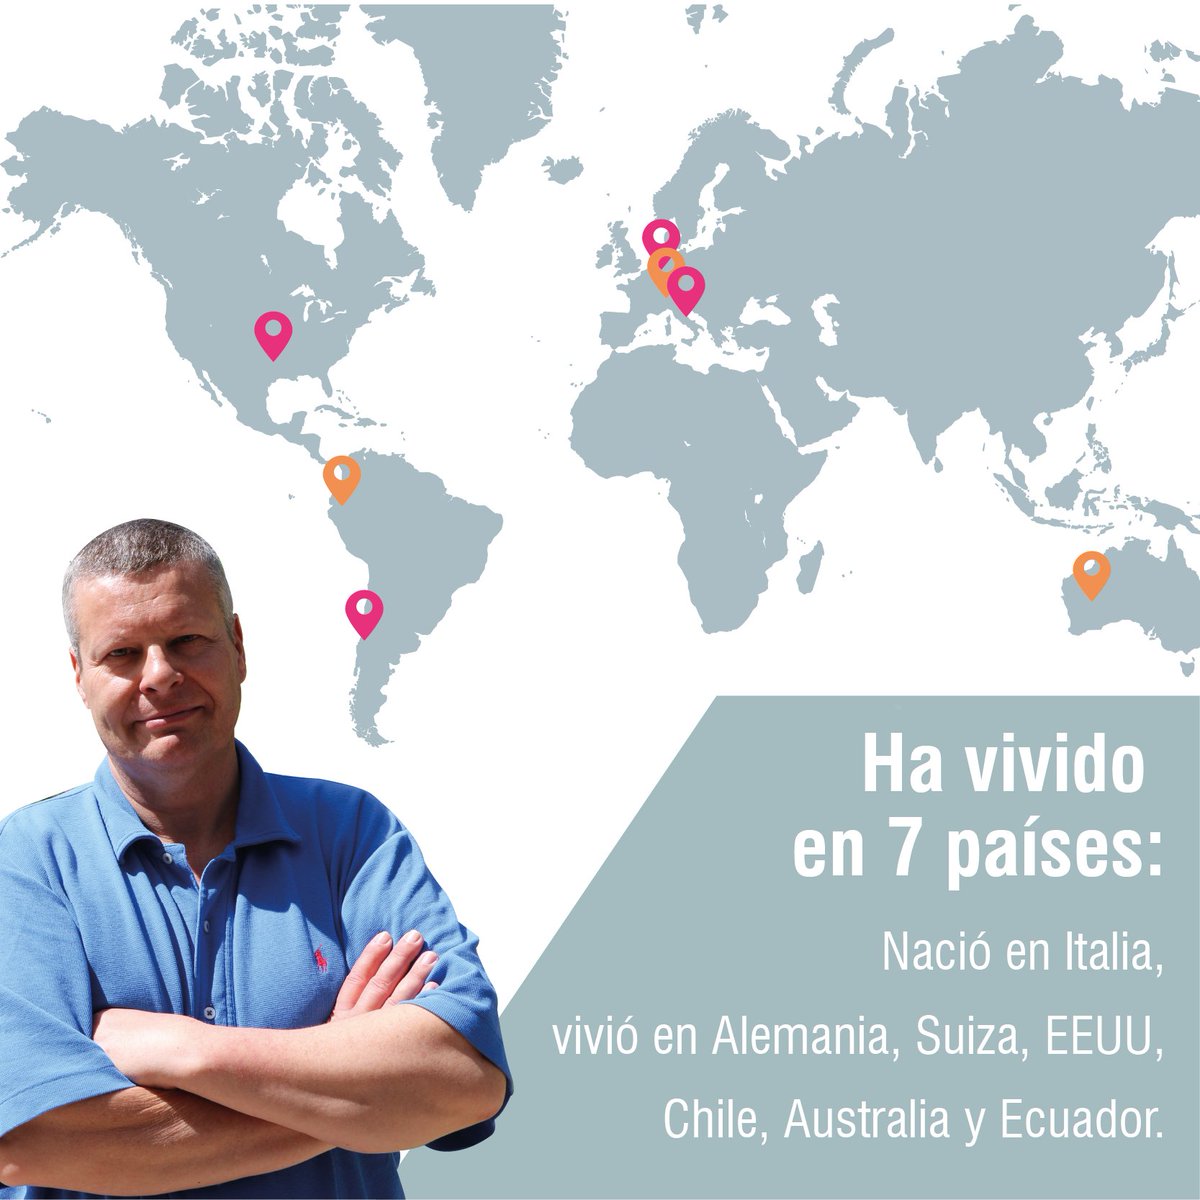 Ha vivido
en 7 países:
Nació en Italia,
vivió en Alemania, Suiza, EEUU,
Chile, Australia y Ecuador.